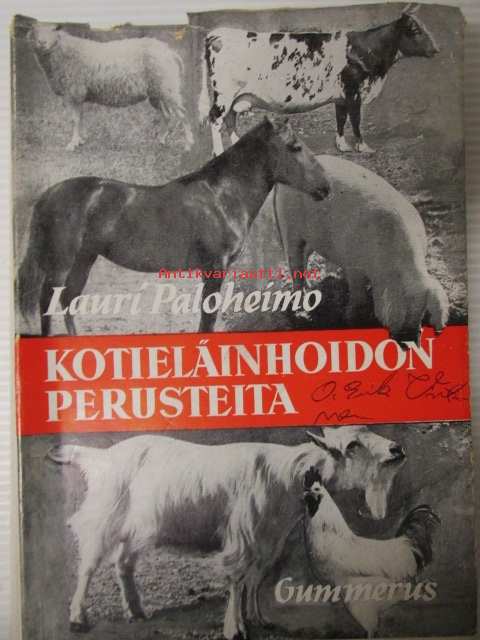 Antikvariaatti.net
Lauri Paloheimo
KOTIELÄINHOIDON
PERUSTEITA
Gummerus